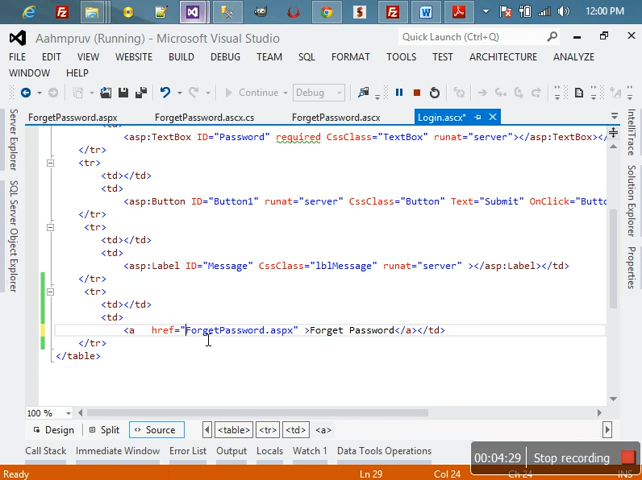 12:00 PM
Aahmpruv (Running) - Microsoft Visual Studio
Quick Launch (Ctrl+Q)
FILE EDIT VIEW WEBSITE BUILD DEBUG TEAM SQL FORMAT TOOLS TEST ARCHITECTURE ANALYZE
WINDOW HELP
Continue Debug
ForgetPassword.aspx ForgetPassword.ascx.cs ForgetPassword.ascx Login.ascx*
Server Explorer
SQL Server Object Explorer
IntelliTrace
Solution Explorer
Properties
<asp:TextBox ID="Password" required CssClass="TextBox" runat="server"></asp:TextBox></
</tr>
<tr>
<td></td>
<td>
<asp:Button ID="Button1" runat="server" CssClass="Button" Text="Submit" OnClick="Butto
</tr>
<tr>
<td></td>
<td>
<asp:Label ID="Message" CssClass="lblMessage" runat="server" ></asp:Label></td>
</tr>
<tr>
<td></td>
<td>
<a href="ForgetPassword.aspx" >Forget Password</a></td>
</tr>
</table>
100 %
Design Split Source <table> <tr> <td> <a>
Call Stack Immediate Window Error List Output Locals Watch 1 Data Tools Operations
00:04:29 Stop recording
Ready Ln 29 Col 24 Ch 24 INS